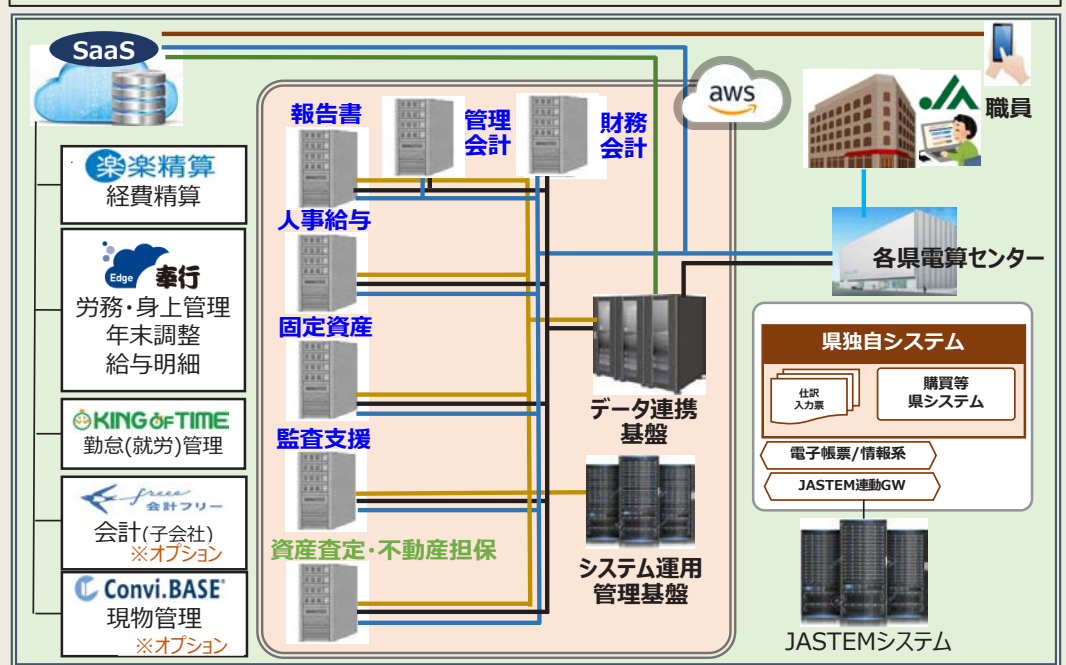 SaaS
楽楽精算
経費精算
Edge 奉行
労務・身上管理
年末調整
給与明細
KING OF TIME
勤怠(就労)管理
freee
会計フリー
会計(子会社)
※オプション
Convi.BASE
現物管理
※オプション
aws
報告書
管理
会計
財務
会計
人事給与
固定資産
監査支援
資産査定・不動産担保
データ連携
基盤
システム運用
管理基盤
JA
職員
各県電算センター
県独自システム
仕訳
入力票
購買等
県システム
電子帳票/情報系
JASTEM連動GW
JASTEMシステム